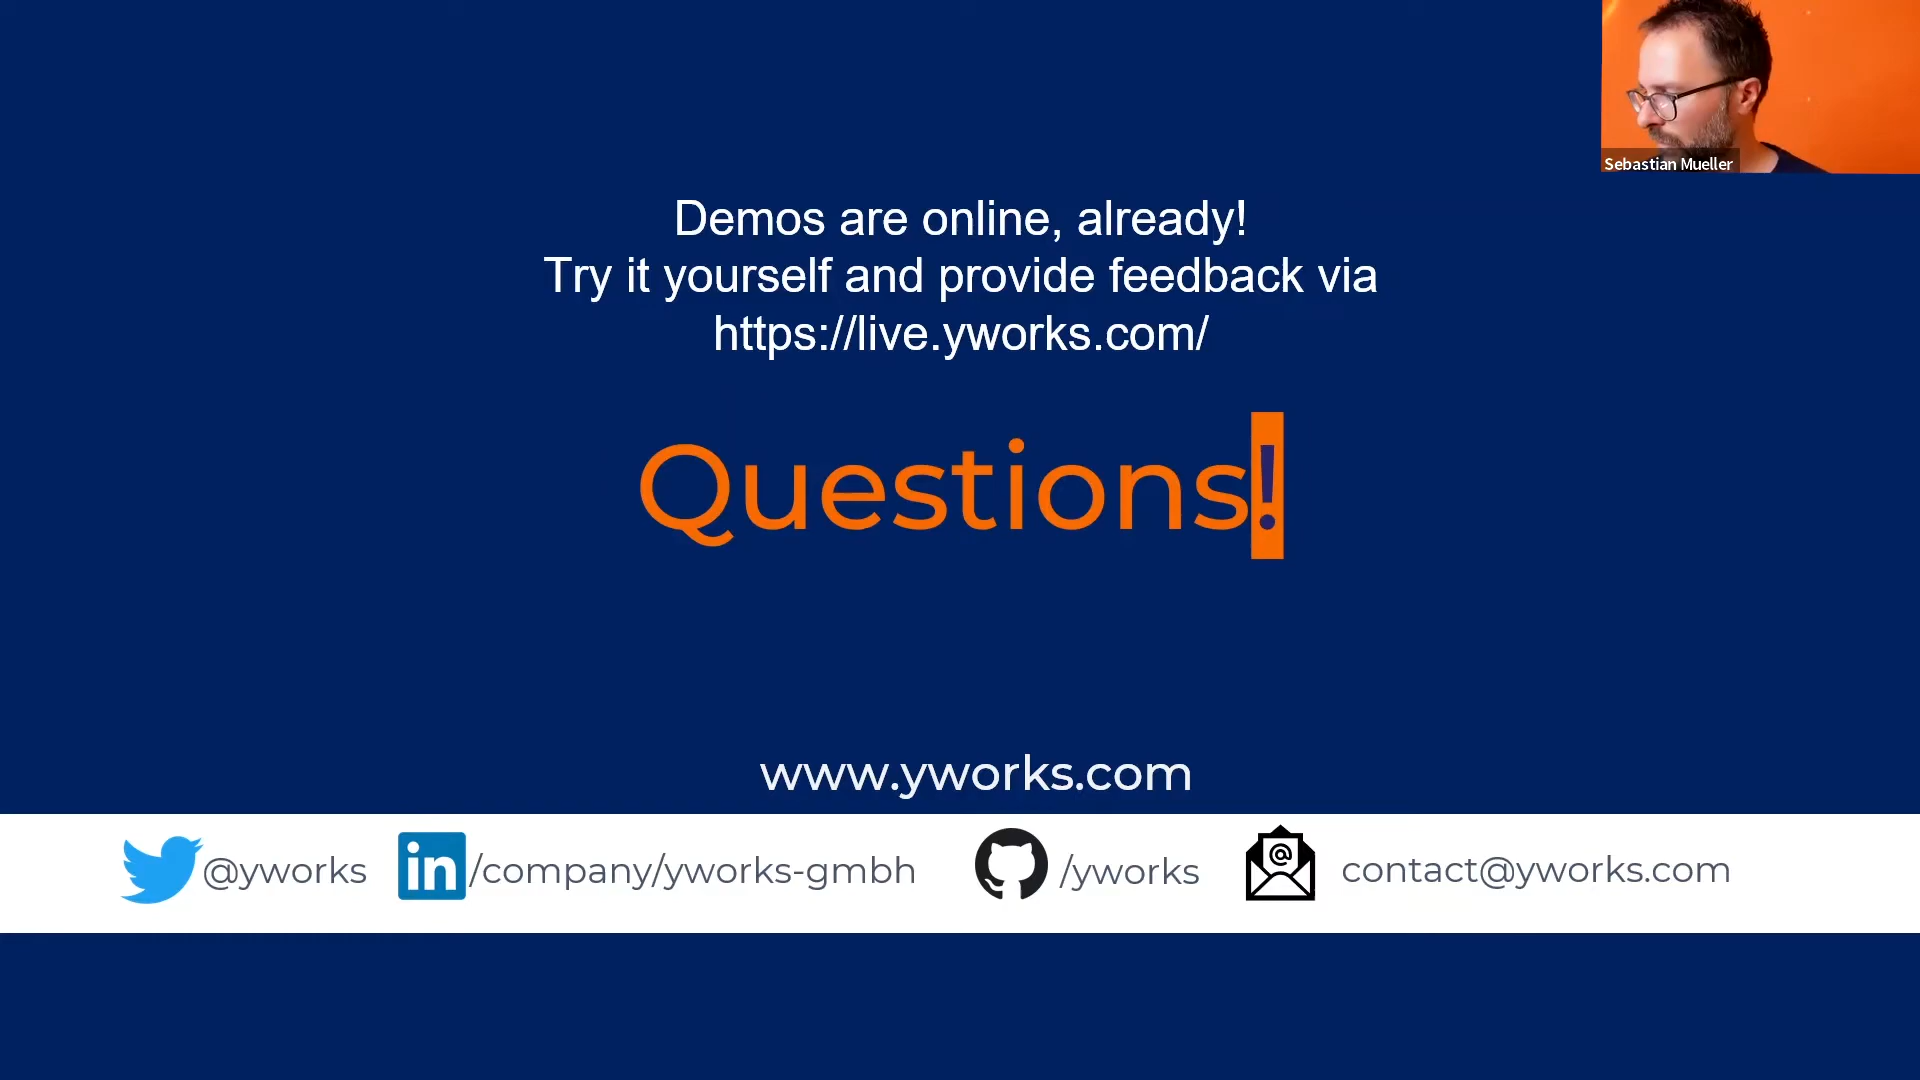 Sebastian Mueller
Demos are online, already!
Try it yourself and provide feedback via
https://live.yworks.com/
Questions!
www.yworks.com
@yworks
in /company/yworks-gmbh
/yworks
@ contact@yworks.com